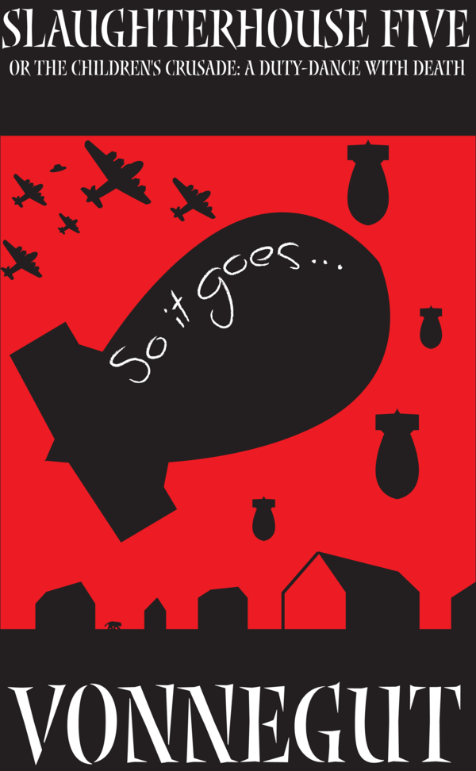 SLAUGHTERHOUSE FIVE
OR THE CHILDREN'S CRUSADE: A DUTY-DANCE WITH DEATH
So it goes...
VONNEGUT